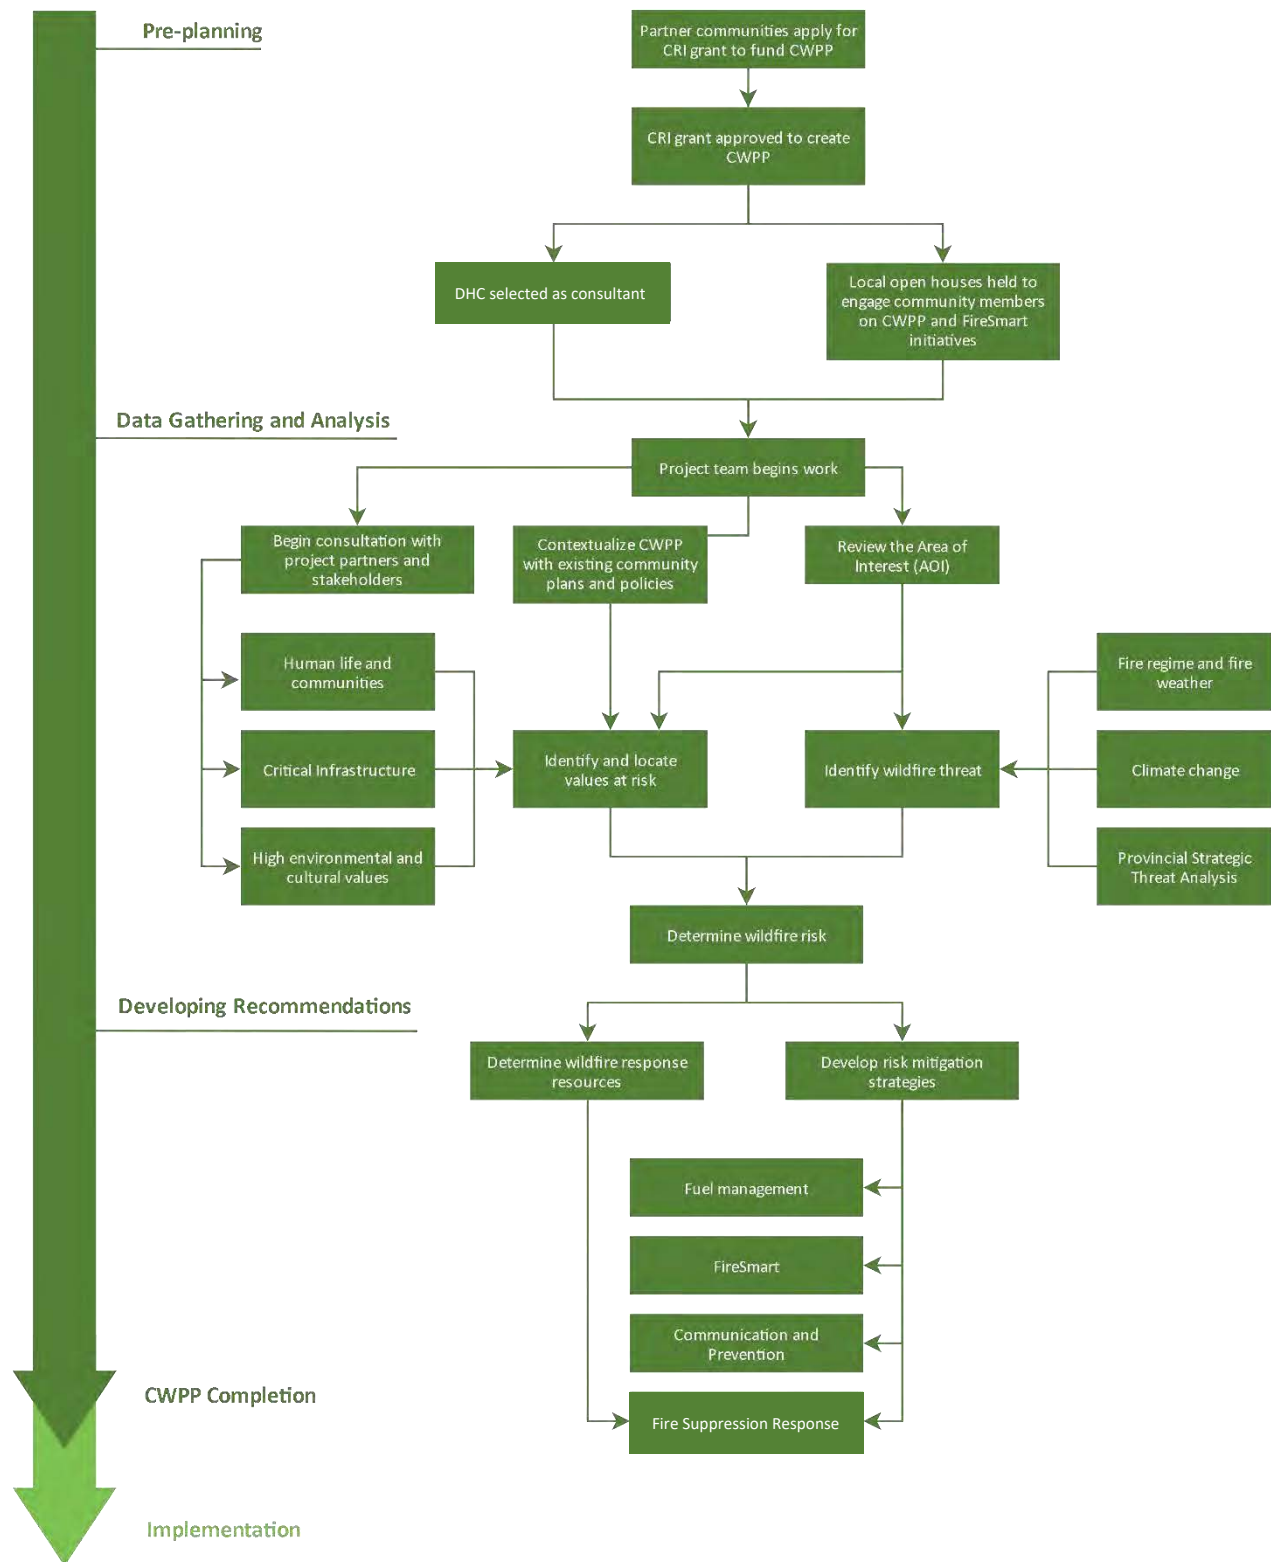 Pre-planning
Partner communities apply for
CRI grant to fund CWPP
CRI grant approved to create
CWPP
DHC selected as consultant
Local open houses held to
engage community members
on CWPP and FireSmart
initiatives
Data Gathering and Analysis
Project team begins work
Begin consultation with
project partners and
stakeholders
Contextualize CWPP
with existing community
plans and policies
Review the Area of
Interest (AOI)
Human life and
communities
Fire regime and fire
weather
Critical Infrastructure
Identify and locate
values at risk
Identify wildfire threat
Climate change
High environmental and
cultural values
Provincial Strategic
Threat Analysis
Determine wildfire risk
Developing Recommendations
Determine wildfire response
resources
Develop risk mitigation
strategies
Fuel management
FireSmart
Communication and
Prevention
CWPP Completion
Fire Suppression Response
Implementation